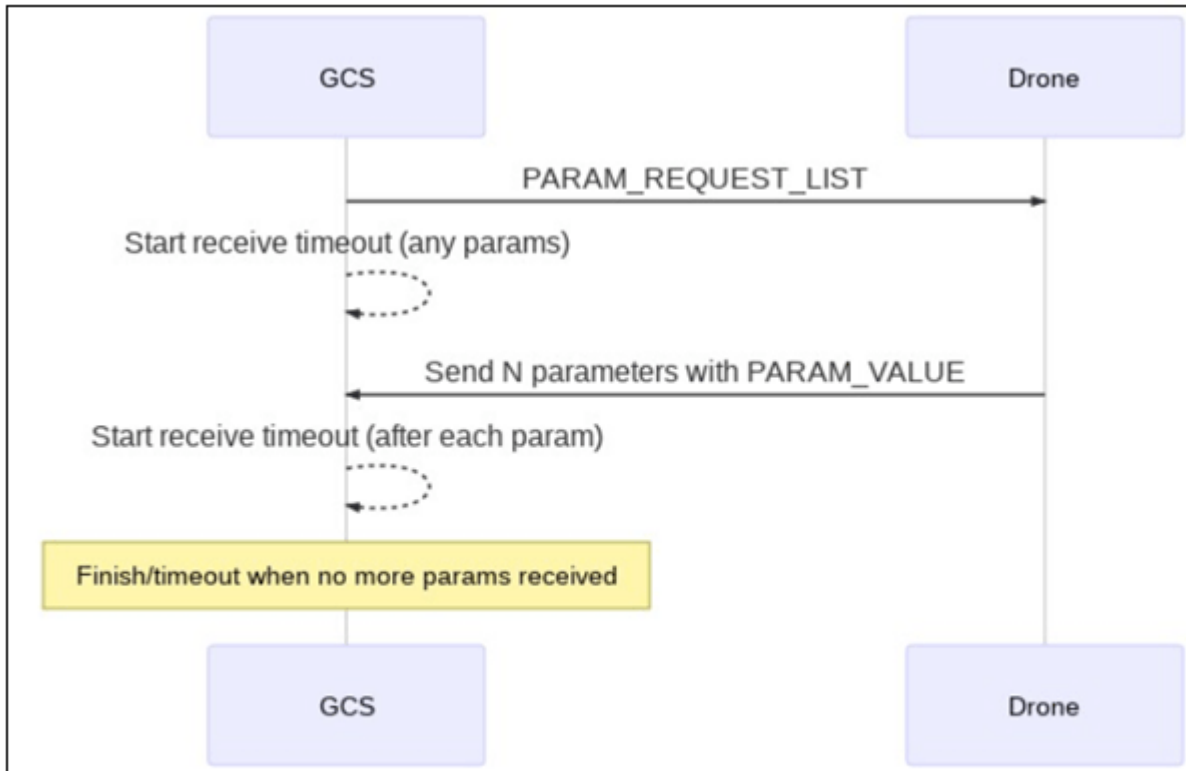 GCS
Drone
PARAM_REQUEST_LIST
Start receive timeout (any params)
Send N parameters with PARAM_VALUE
Start receive timeout (after each param)
Finish/timeout when no more params received
GCS
Drone